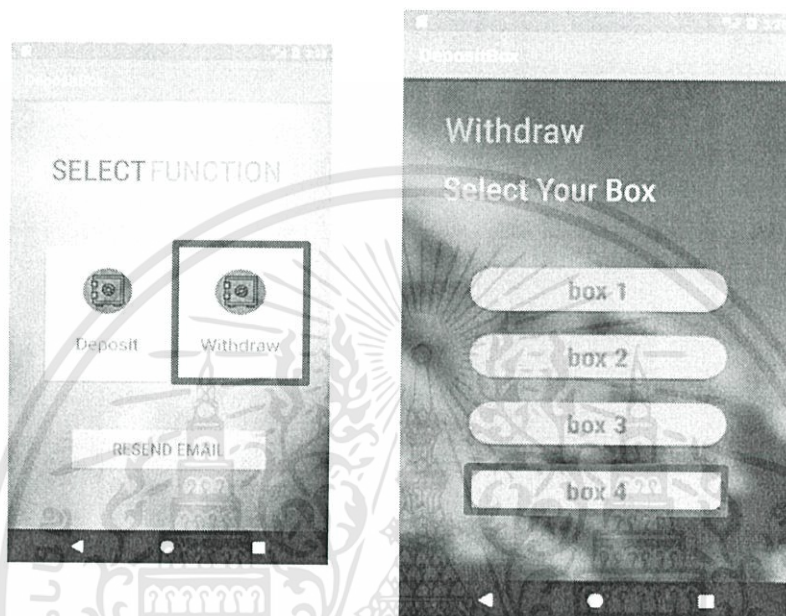 DepositBox
SELECT FUNCTION
Deposit
Withdraw
RESEND EMAIL
DepositBox
Withdraw
Select Your Box
box 1
box 2
box 3
box 4